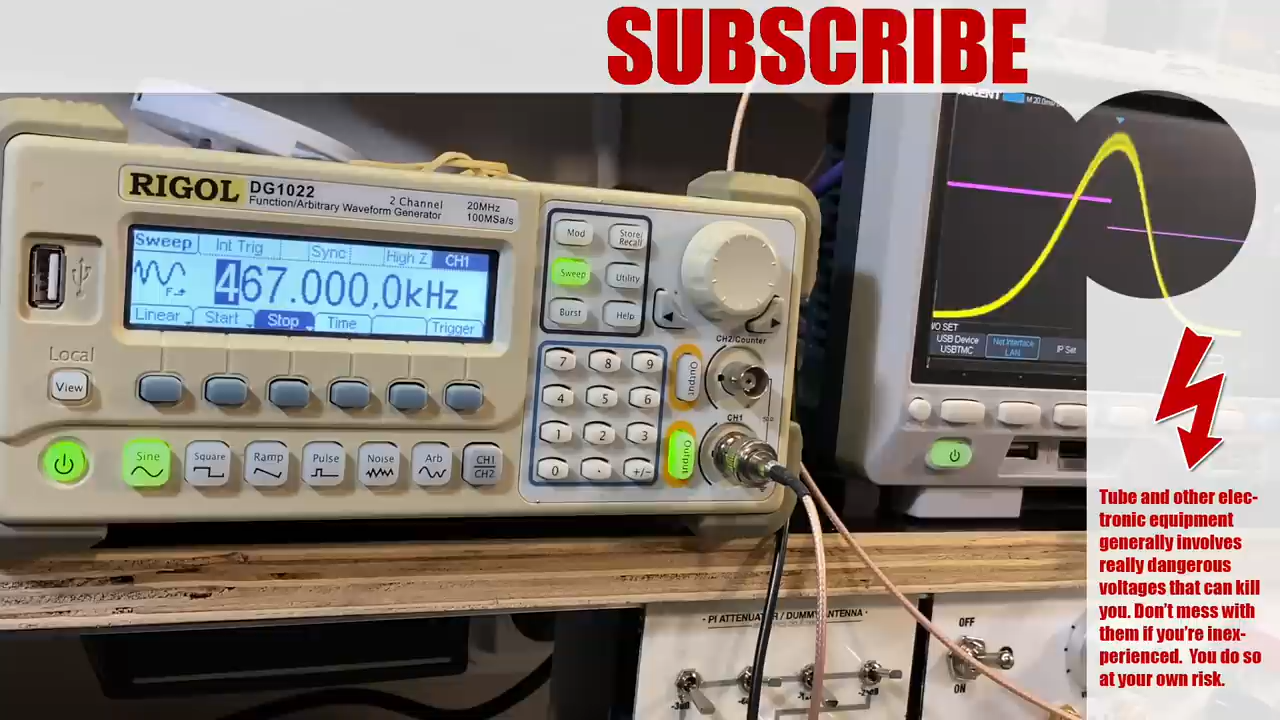 SUBSCRIBE
RIGOL DG1022
2 Channel 20MHz
Function/Arbitrary Waveform Generator 100MSa/s
Sweep Int Trig Sync High Z CH1
467.000,0kHz
Linear Start Stop Time Trigger
Local
View
Mod
Store/
Recall
Sweep
Utility
Burst
Help
CH2/Counter
7 8 9
4 5 6
1 2 3
0 . +/-
Output
CH1
Output
Sine
Square
Ramp
Pulse
Noise
Arb
CH1
CH2
I/O SET
USB Device
USBTMC
Net Interface
LAN
IP Set
- PI ATTENUATOR / DUMMY ANTENNA -
OFF
ON
Tube and other elec-
tronic equipment
generally involves
really dangerous
voltages that can kill
you. Don't mess with
them if you're inex-
perienced. You do so
at your own risk.